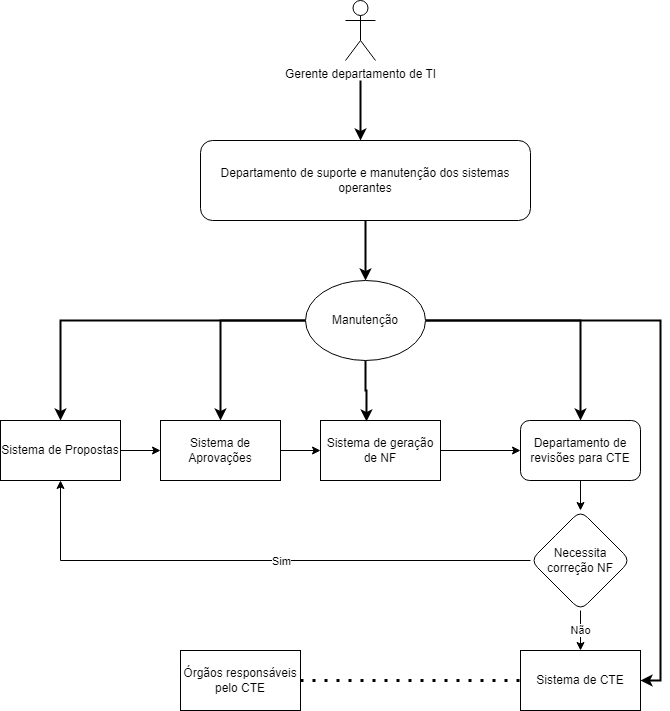 Gerente departamento de TI
Departamento de suporte e manutenção dos sistemas
operantes
Manutenção
Sistema de Propostas
Sistema de
Aprovações
Sistema de geração
de NF
Departamento de
revisões para CTE
Necessita
correção NF
Sim
Não
Órgãos responsáveis
pelo CTE
Sistema de CTE